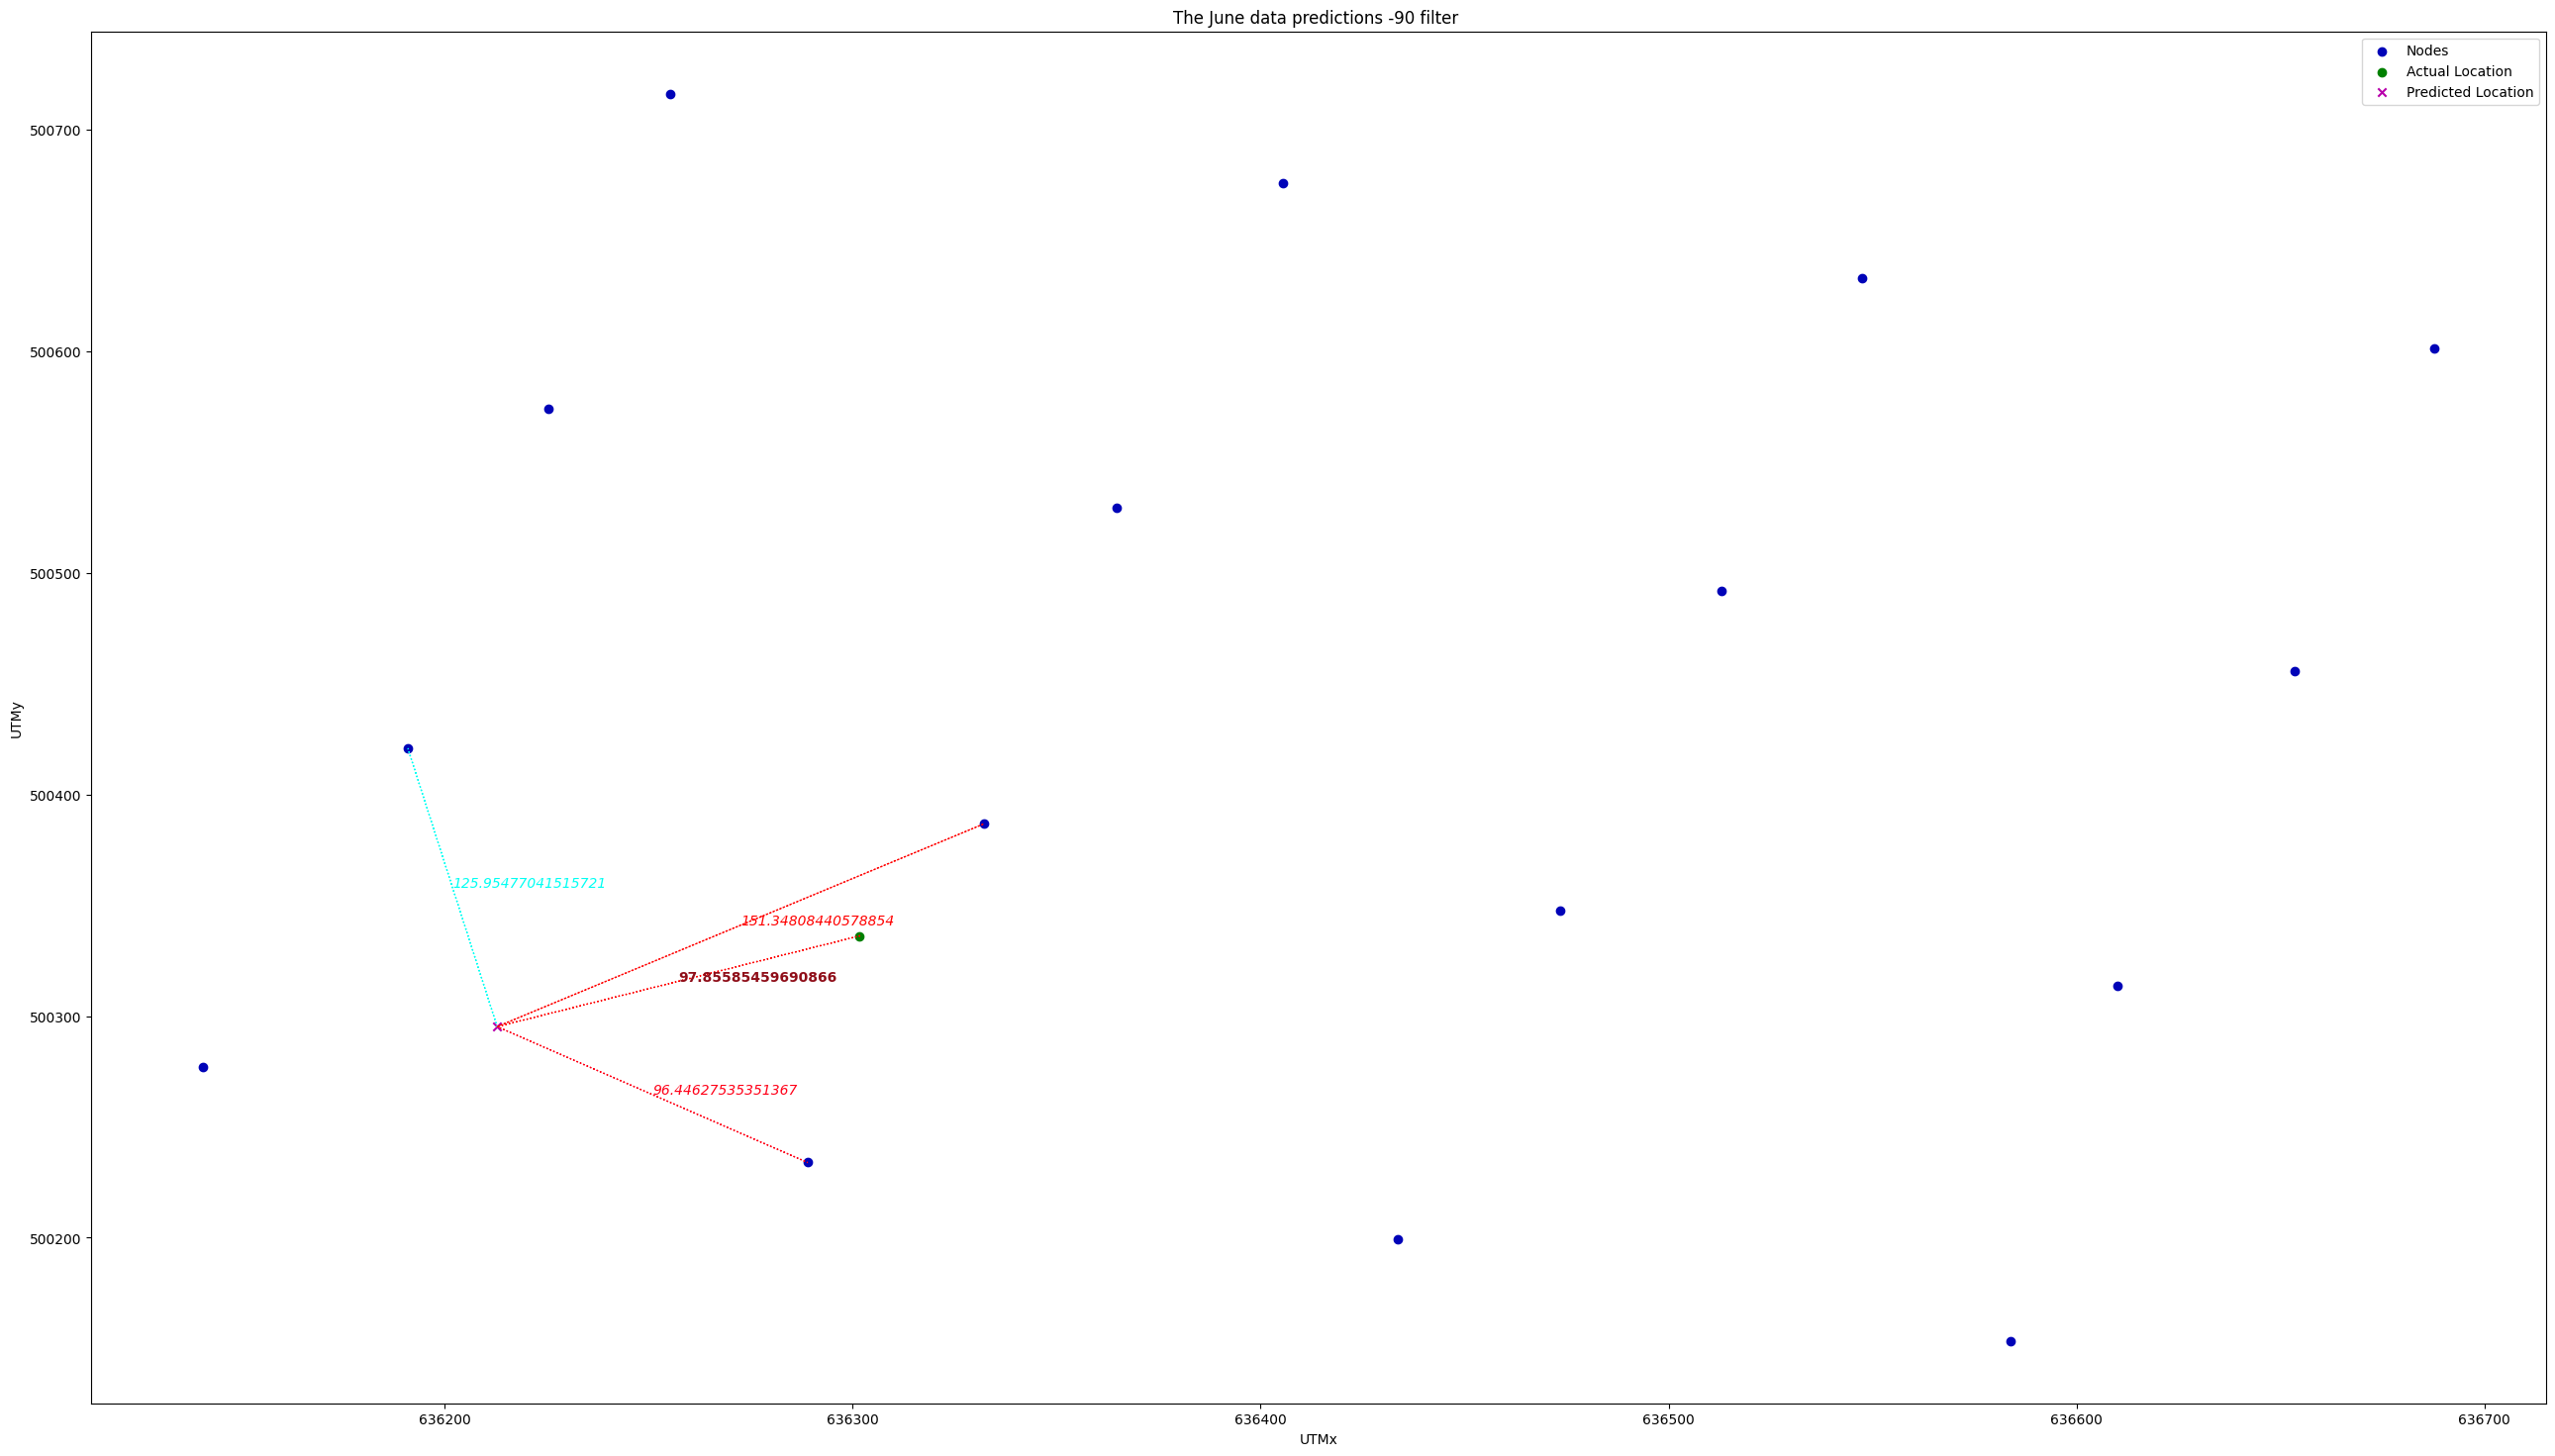 The June data predictions -90 filter
Nodes
Actual Location
Predicted Location
500700
500600
500500
500400
500300
500200
UTMy
125.95477041515721
151.34808440578854
97.85585459690866
96.44627535351367
636200
636300
636400
636500
636600
636700
UTMx